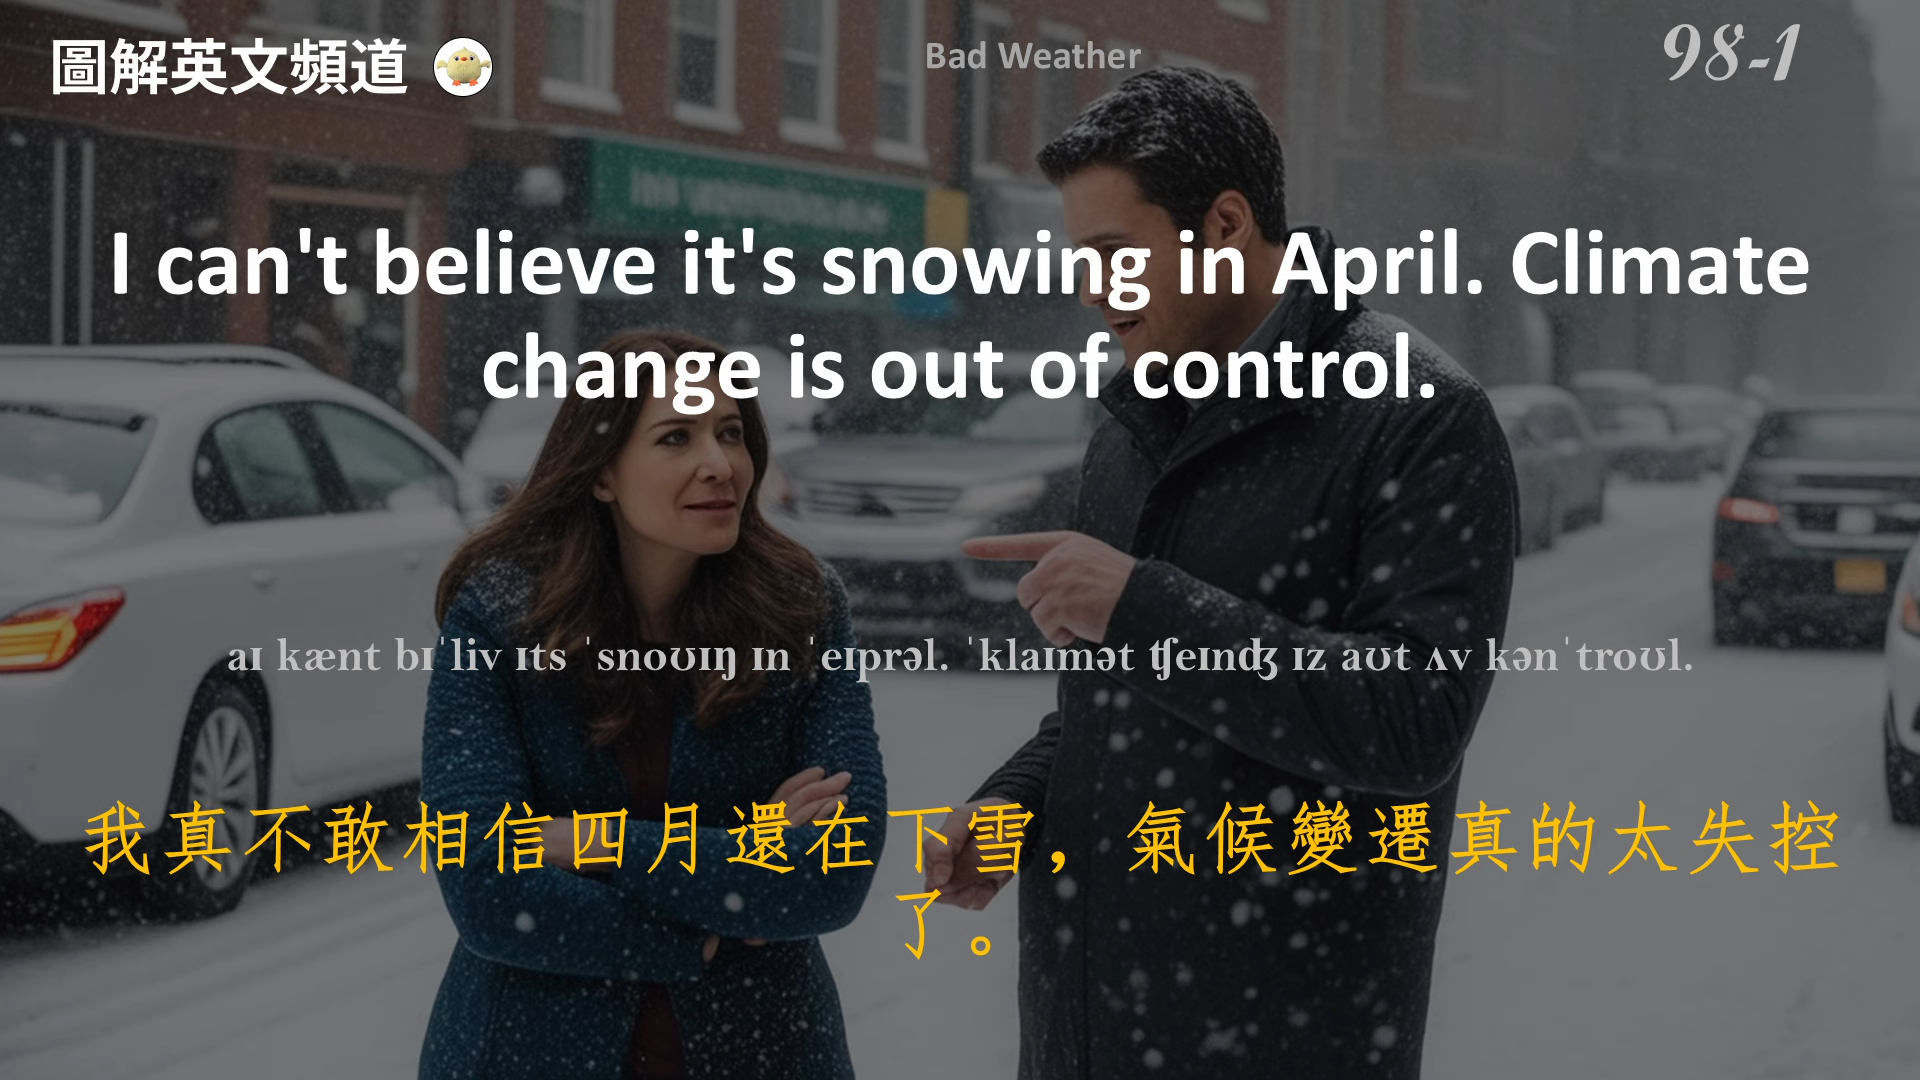 圖解英文頻道
Bad Weather
98-1
I can't believe it's snowing in April. Climate
change is out of control.
aɪ kænt bɪˈliv ɪts ˈsnoʊɪŋ ɪn ˈeɪprəl. ˈklaɪmət ʧeɪnʤ ɪz aʊt ʌv kənˈtroʊl.
我真不敢相信四月還在下雪，氣候變遷真的太失控
了。